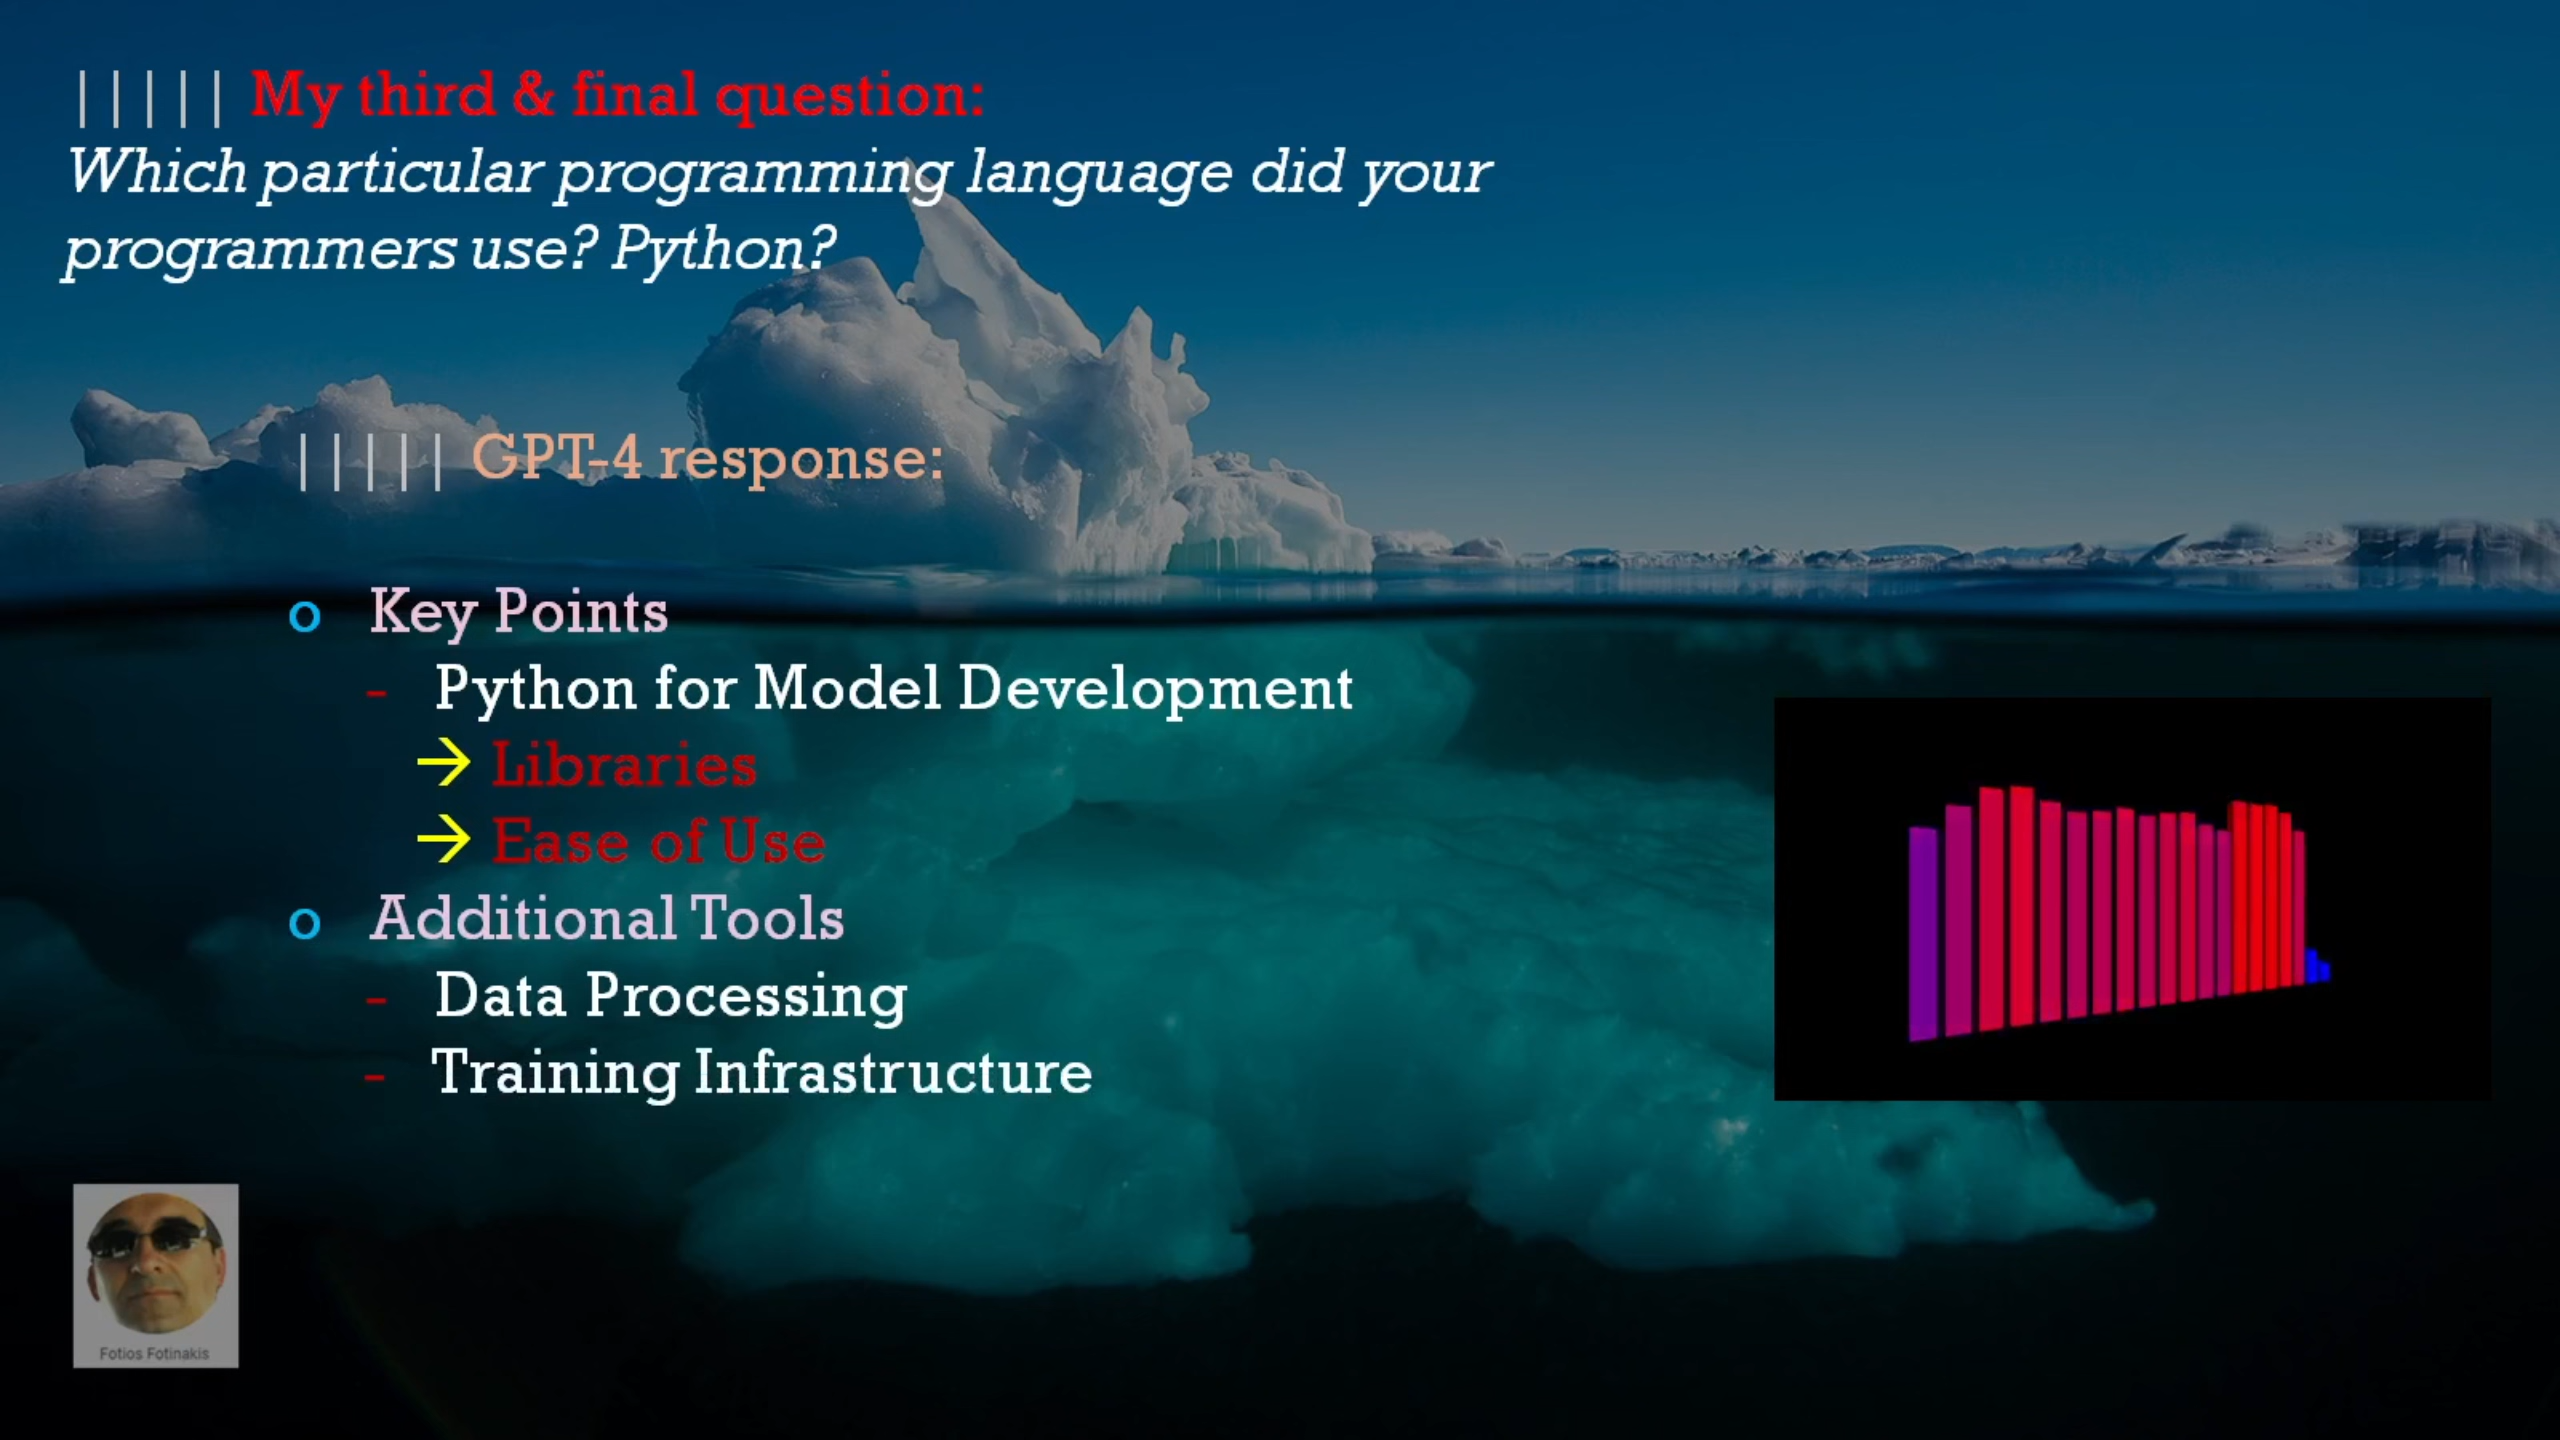 ||||| My third & final question:
Which particular programming language did your
programmers use? Python?
||||| GPT-4 response:
o Key Points
- Python for Model Development
→ Libraries
→ Ease of Use
o Additional Tools
- Data Processing
- Training Infrastructure
Fotios Fotinakis